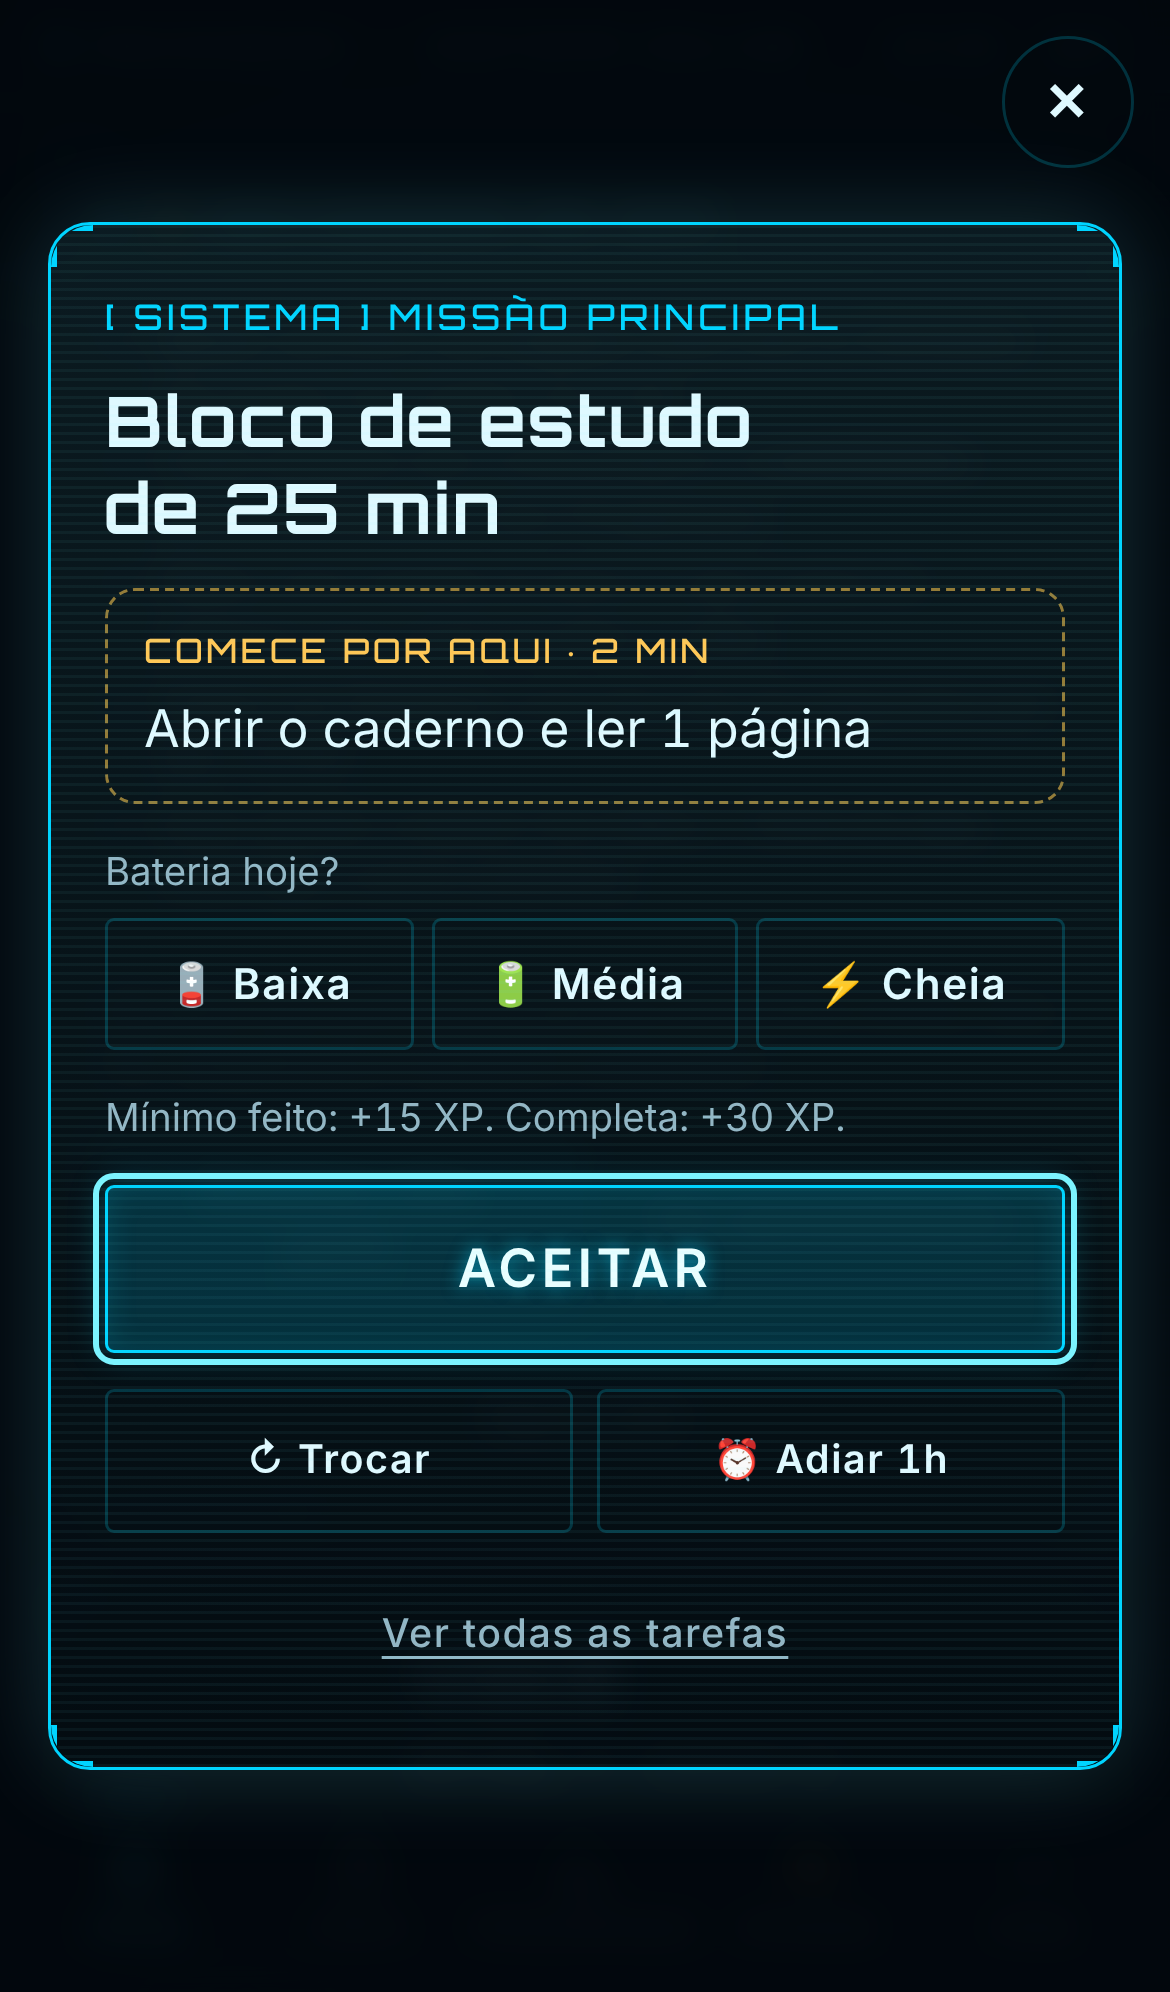 [ SISTEMA ] MISSÃO PRINCIPAL
Bloco de estudo
de 25 min
COMECE POR AQUI · 2 MIN
Abrir o caderno e ler 1 página
Bateria hoje?
🪫 Baixa 🔋 Média ⚡ Cheia
Mínimo feito: +15 XP. Completa: +30 XP.
ACEITAR
↻ Trocar ⏰ Adiar 1h
Ver todas as tarefas